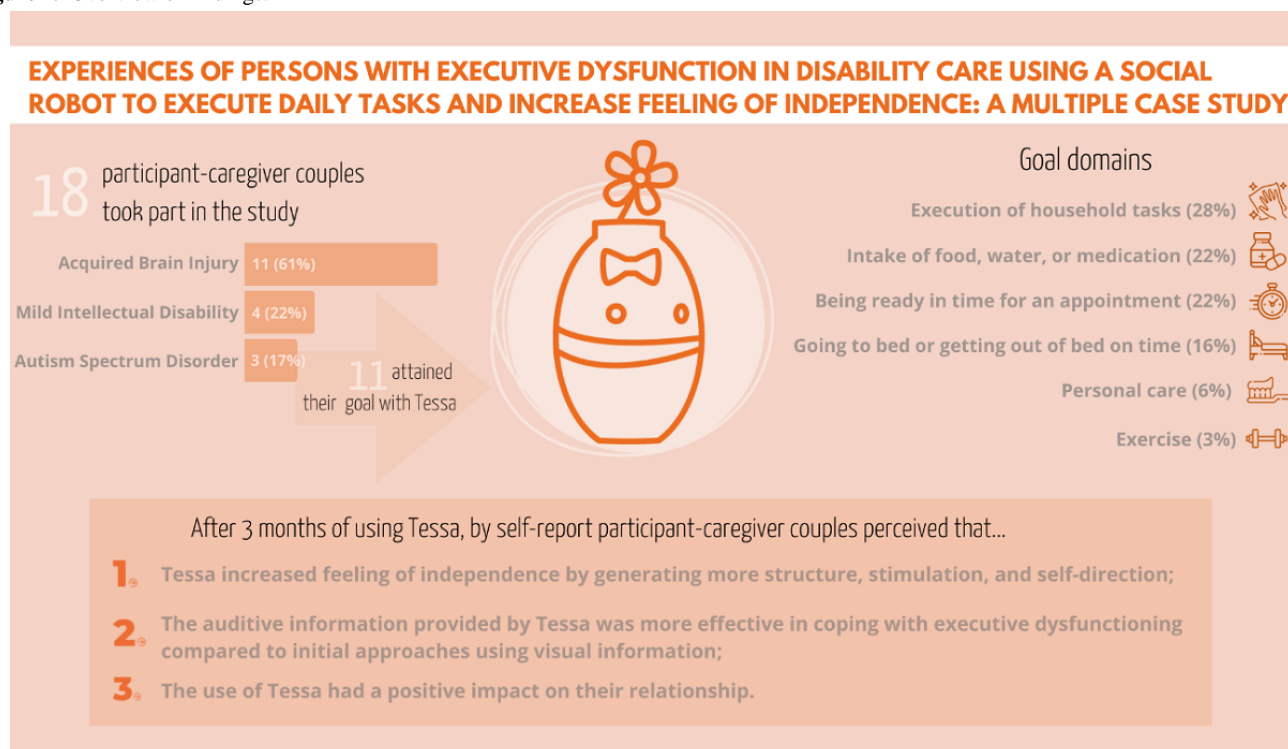 EXPERIENCES OF PERSONS WITH EXECUTIVE DYSFUNCTION IN DISABILITY CARE USING A SOCIAL
ROBOT TO EXECUTE DAILY TASKS AND INCREASE FEELING OF INDEPENDENCE: A MULTIPLE CASE STUDY
18 participant-caregiver couples
took part in the study
Acquired Brain Injury 11 (61%)
Mild Intellectual Disability 4 (22%)
Autism Spectrum Disorder 3 (17%)
11 attained
their goal with Tessa
Goal domains
Execution of household tasks (28%)
Intake of food, water, or medication (22%)
Being ready in time for an appointment (22%)
Going to bed or getting out of bed on time (16%)
Personal care (6%)
Exercise (3%)
After 3 months of using Tessa, by self-report participant-caregiver couples perceived that...
1. Tessa increased feeling of independence by generating more structure, stimulation, and self-direction;
2. The auditive information provided by Tessa was more effective in coping with executive dysfunctioning
compared to initial approaches using visual information;
3. The use of Tessa had a positive impact on their relationship.